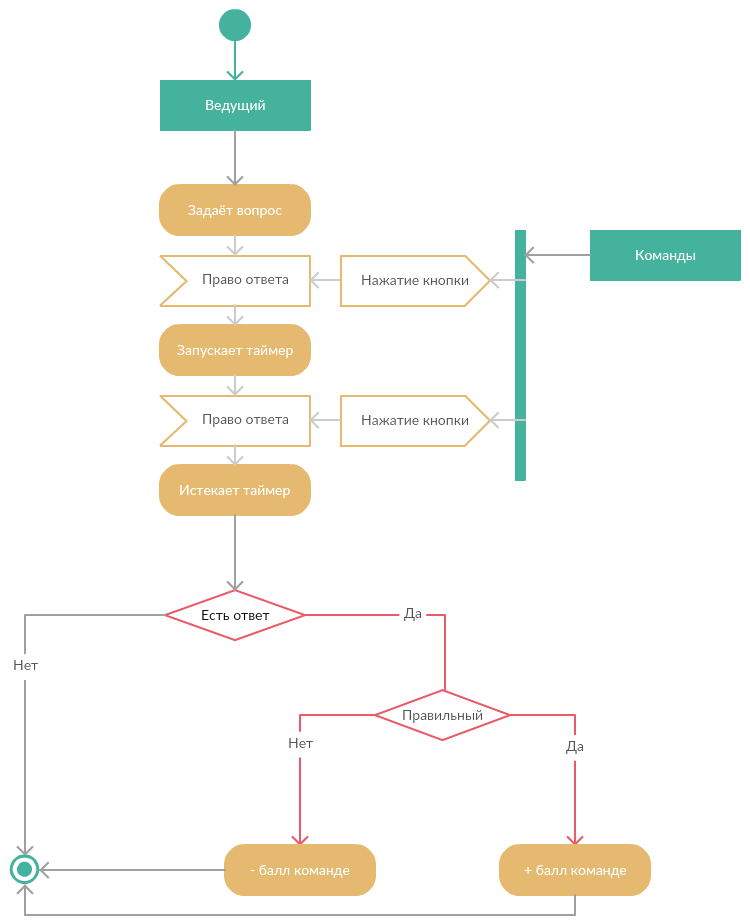 Ведущий
Задаёт вопрос
Команды
Право ответа
Нажатие кнопки
Запускает таймер
Право ответа
Нажатие кнопки
Истекает таймер
Есть ответ
Да
Нет
Правильный
Нет
Да
- балл команде
+ балл команде